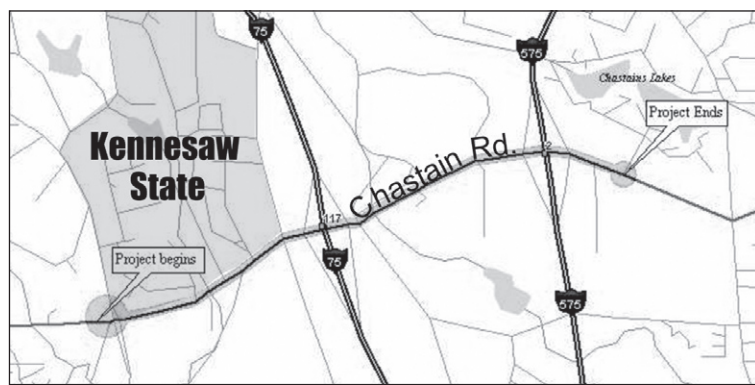 75
575
Chastains Lakes
Project Ends
Kennesaw
State
Chastain Rd.
2
117
Project begins
75
575